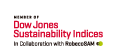 MEMBER OF
Dow Jones
Sustainability Indices
In Collaboration with RobecoSAM